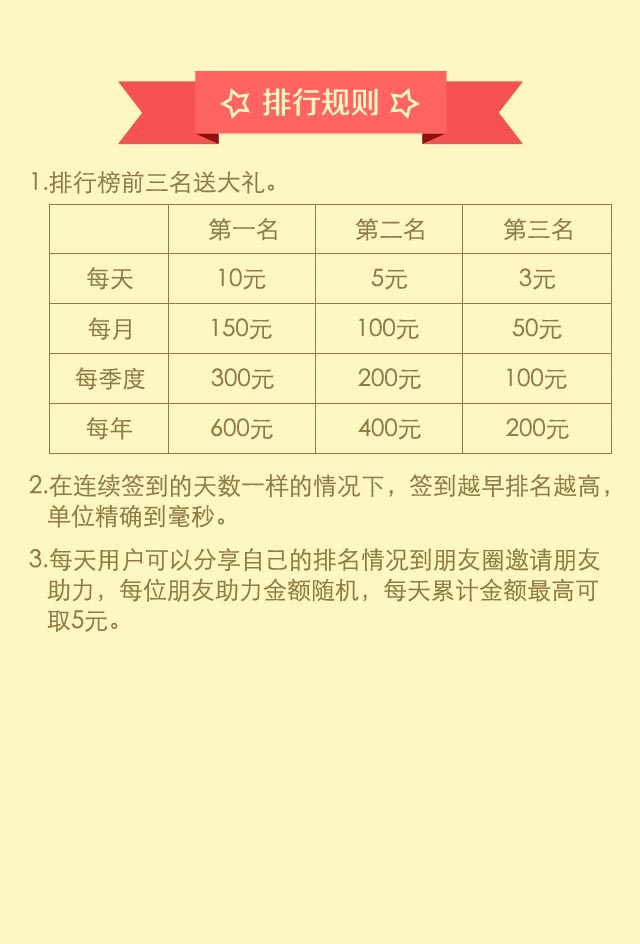 排行规则
1.排行榜前三名送大礼。
第一名 第二名 第三名
每天 10元 5元 3元
每月 150元 100元 50元
每季度 300元 200元 100元
每年 600元 400元 200元
2.在连续签到的天数一样的情况下，签到越早排名越高，
单位精确到毫秒。
3.每天用户可以分享自己的排名情况到朋友圈邀请朋友
助力，每位朋友助力金额随机，每天累计金额最高可
取5元。